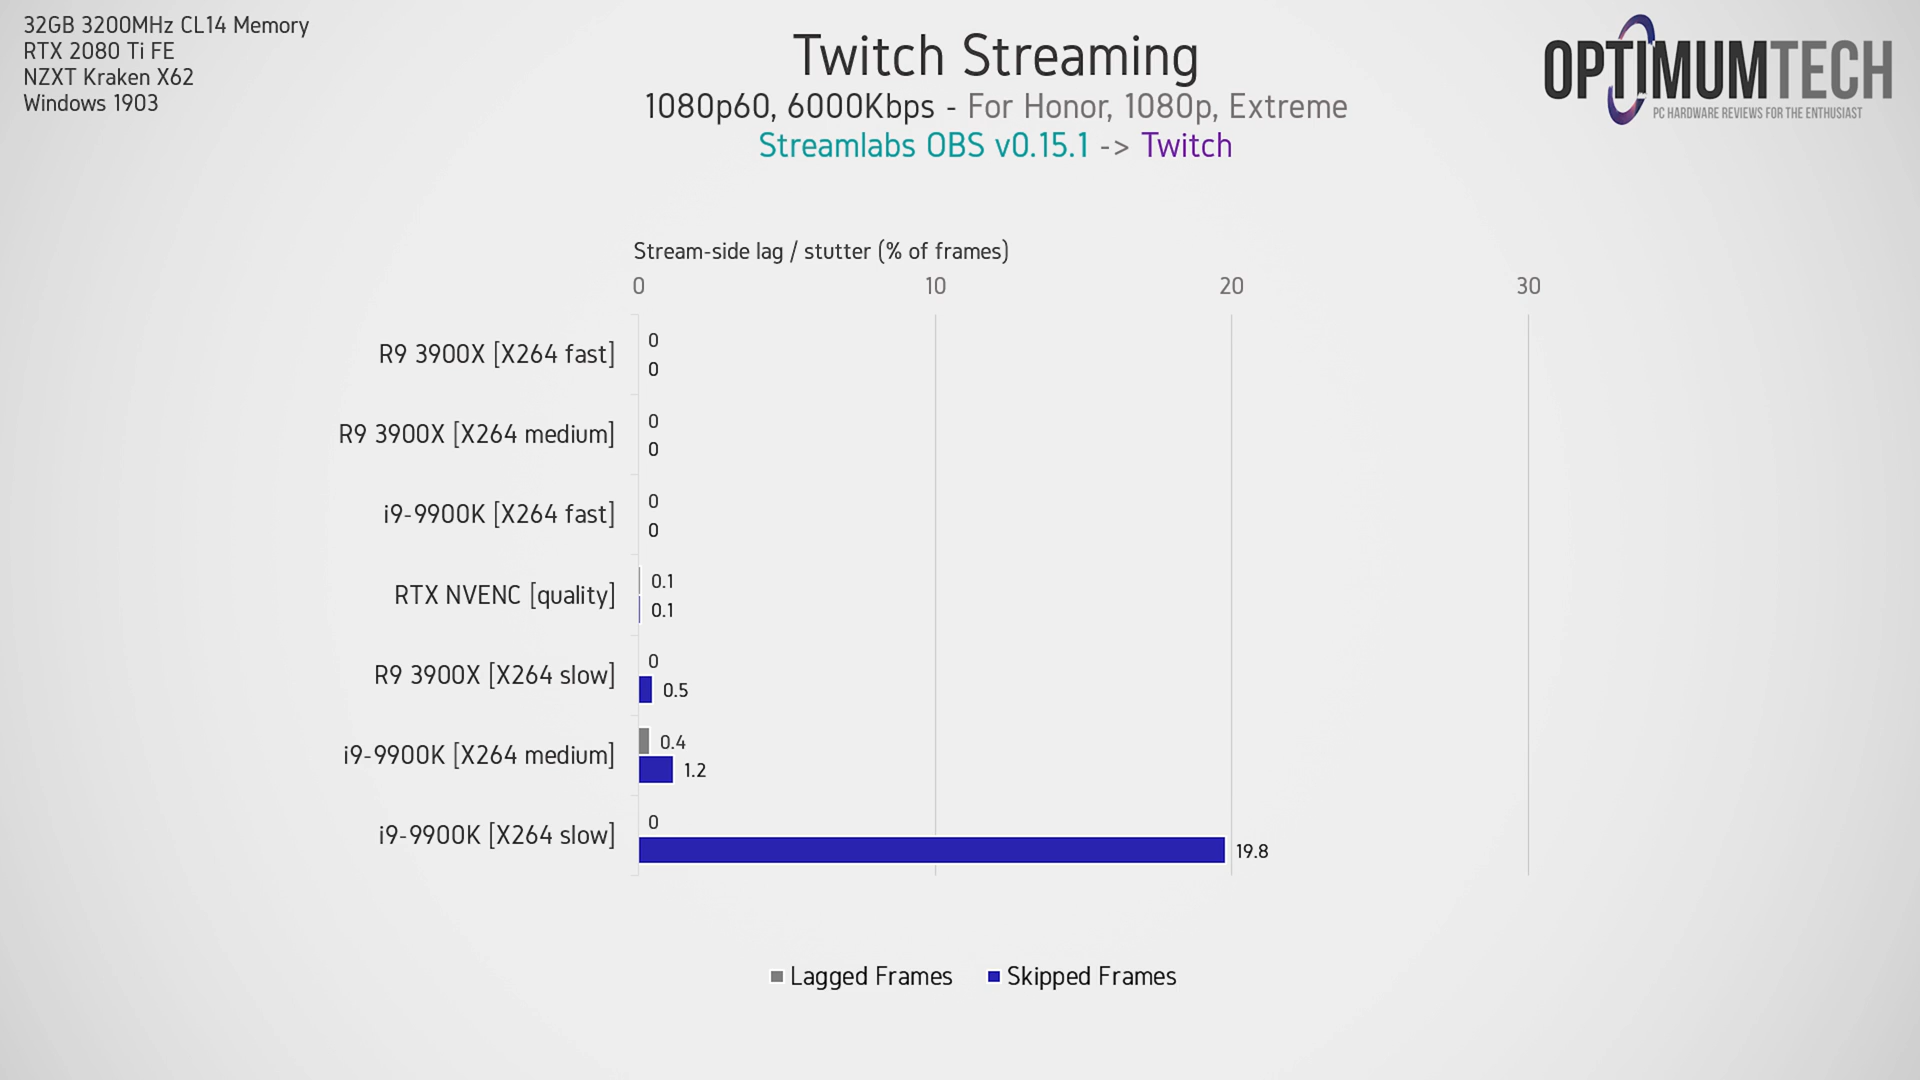 32GB 3200MHz CL14 Memory
RTX 2080 Ti FE
NZXT Kraken X62
Windows 1903
Twitch Streaming
1080p60, 6000Kbps - For Honor, 1080p, Extreme
Streamlabs OBS v0.15.1 -> Twitch
OPTIMUMTECH
PC HARDWARE REVIEWS FOR THE ENTHUSIAST
Stream-side lag / stutter (% of frames)
0 10 20 30
R9 3900X [X264 fast]
0
0
R9 3900X [X264 medium]
0
0
i9-9900K [X264 fast]
0
0
RTX NVENC [quality]
0.1
0.1
R9 3900X [X264 slow]
0
0.5
i9-9900K [X264 medium]
0.4
1.2
i9-9900K [X264 slow]
0
19.8
Lagged Frames Skipped Frames